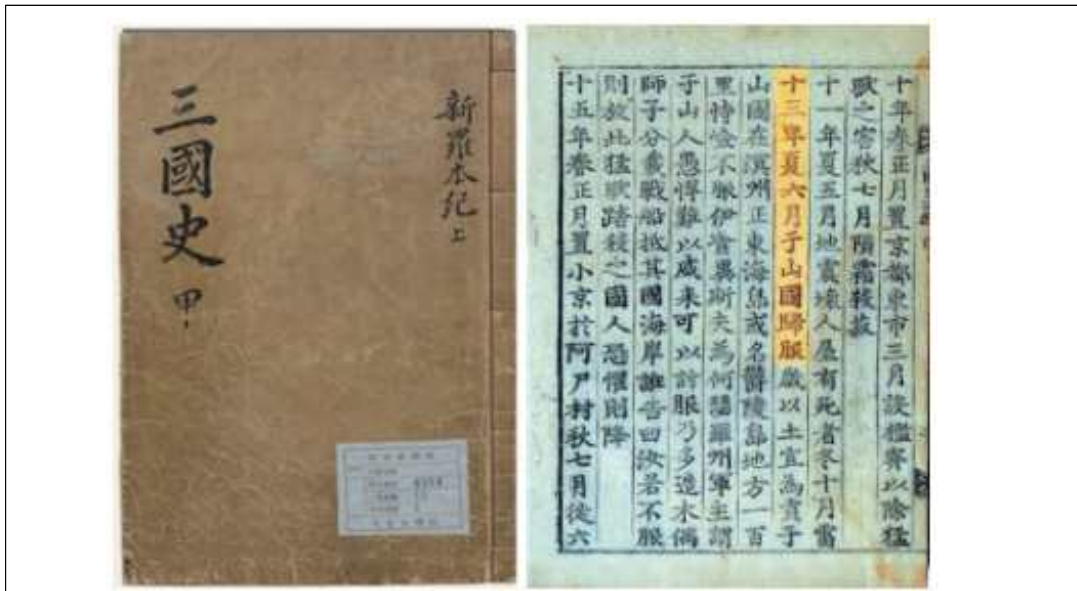 三國史 甲
新羅本紀 上
十年春正月置京都東市三月設檻穽以除猛
獸之害秋七月隕霜殺菽
十一年夏五月地震壞人屋有死者冬十月雷
十三年夏六月于山國歸服歲以土宜為貢于
山國在溟州正東海島或名鬱陵島地方一百
里恃嶮不服伊飡異斯夫為何瑟羅州軍主謂
于山人愚悍難以威來可以計服乃多造木偶
師子分載戰船抵其國海岸誑告曰汝若不服
則放此猛獸踏殺之國人恐懼則降
十五年春正月置小京於阿尸村秋七月徙六